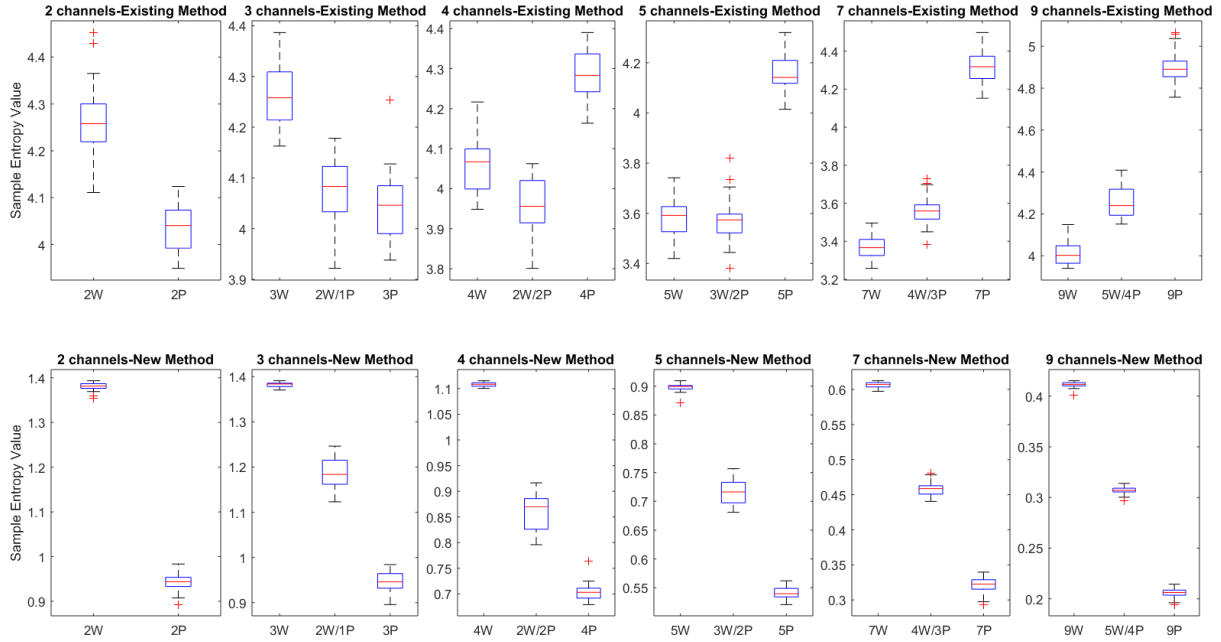 2 channels-Existing Method
3 channels-Existing Method
4 channels-Existing Method
5 channels-Existing Method
7 channels-Existing Method
9 channels-Existing Method
Sample Entropy Value
4.4
4.3
4.2
4.1
4
2W
2P
4.4
4.3
4.2
4.1
4
3.9
3W
2W/1P
3P
4.4
4.3
4.2
4.1
4
3.9
3.8
4W
2W/2P
4P
4.2
4
3.8
3.6
3.4
5W
3W/2P
5P
4.4
4.2
4
3.8
3.6
3.4
3.2
7W
4W/3P
7P
5
4.8
4.6
4.4
4.2
4
9W
5W/4P
9P
2 channels-New Method
3 channels-New Method
4 channels-New Method
5 channels-New Method
7 channels-New Method
9 channels-New Method
Sample Entropy Value
1.4
1.3
1.2
1.1
1
0.9
2W
2P
1.4
1.3
1.2
1.1
1
0.9
3W
2W/1P
3P
1.1
1.05
1
0.95
0.9
0.85
0.8
0.75
0.7
4W
2W/2P
4P
0.9
0.85
0.8
0.75
0.7
0.65
0.6
0.55
5W
3W/2P
5P
0.6
0.55
0.5
0.45
0.4
0.35
0.3
7W
4W/3P
7P
0.4
0.35
0.3
0.25
0.2
9W
5W/4P
9P